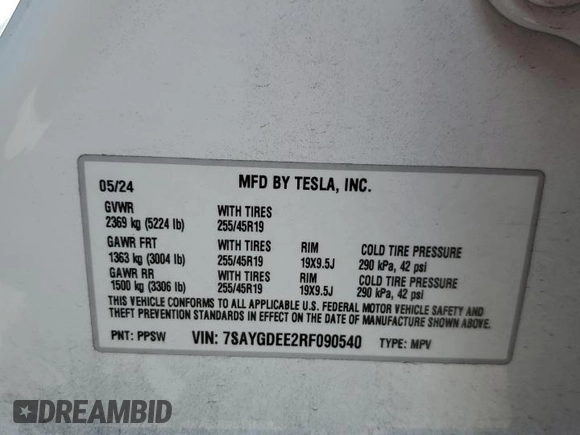 05/24 MFD BY TESLA, INC.
GVWR WITH TIRES
2369 kg (5224 lb) 255/45R19
GAWR FRT WITH TIRES RIM COLD TIRE PRESSURE
1363 kg (3004 lb) 255/45R19 19X9.5J 290 kPa, 42 psi
GAWR RR WITH TIRES RIM COLD TIRE PRESSURE
1500 kg (3306 lb) 255/45R19 19X9.5J 290 kPa, 42 psi
THIS VEHICLE CONFORMS TO ALL APPLICABLE U.S. FEDERAL MOTOR VEHICLE SAFETY AND
THEFT PREVENTION STANDARDS IN EFFECT ON THE DATE OF MANUFACTURE SHOWN ABOVE.
PNT: PPSW VIN: 7SAYGDEE2RF090540 TYPE: MPV
DREAMBID